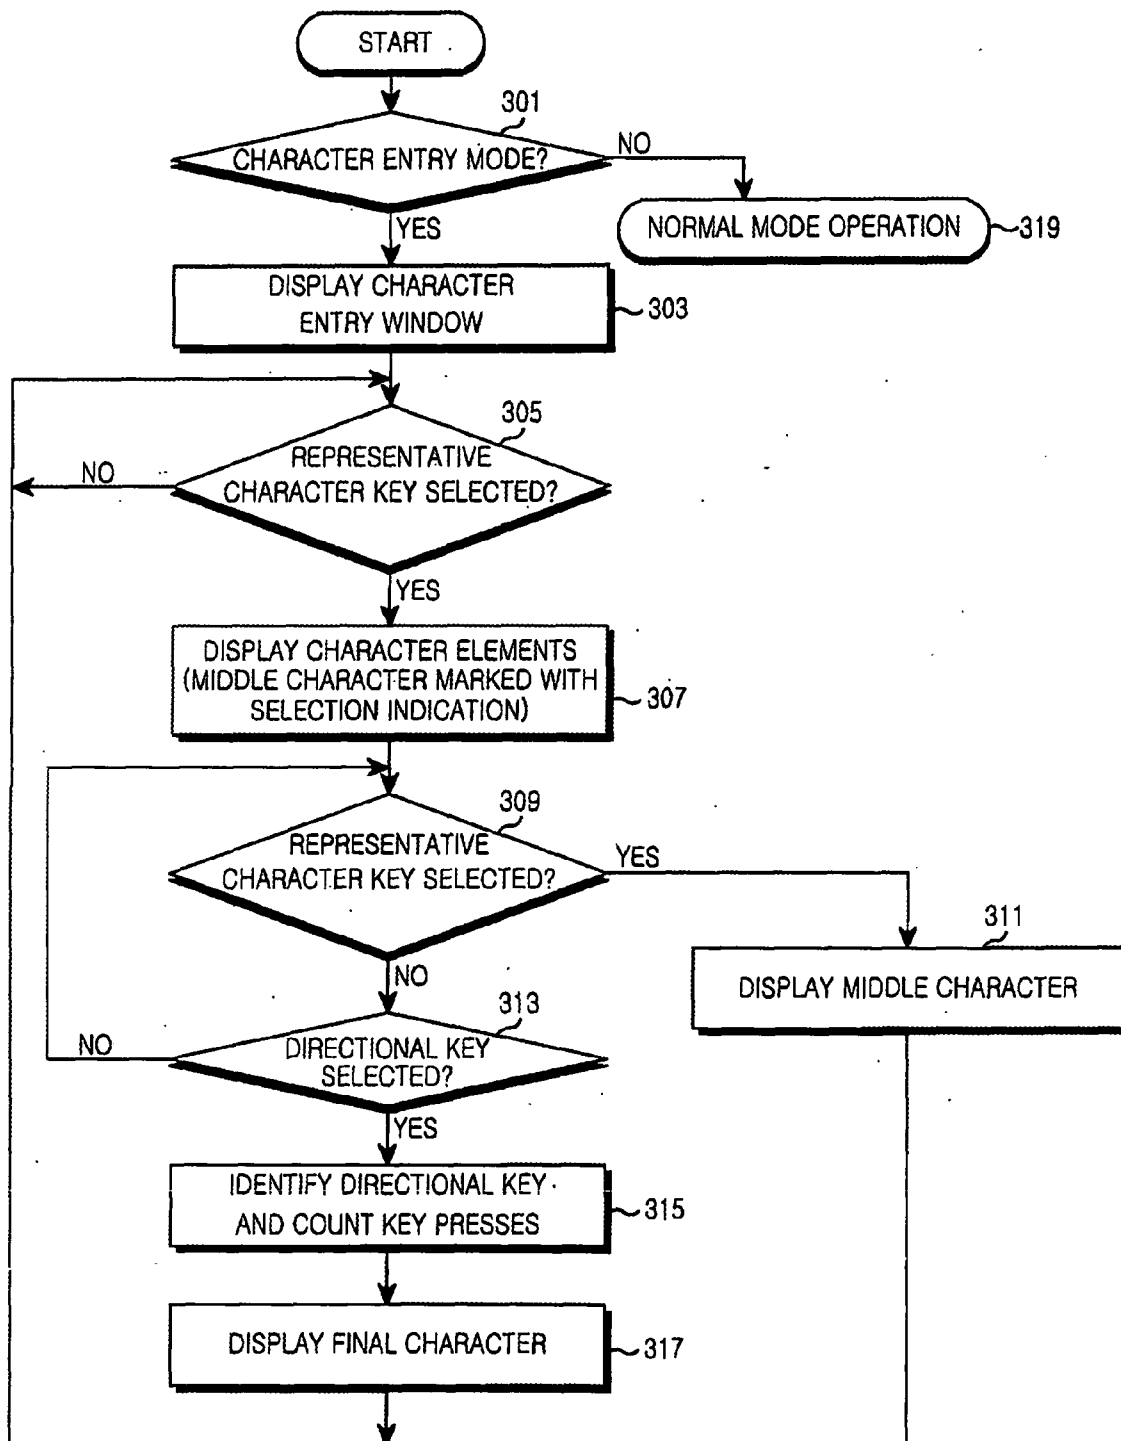 START
301
CHARACTER ENTRY MODE?
NO
YES
NORMAL MODE OPERATION
319
DISPLAY CHARACTER
ENTRY WINDOW
303
305
REPRESENTATIVE
CHARACTER KEY SELECTED?
NO
YES
DISPLAY CHARACTER ELEMENTS
(MIDDLE CHARACTER MARKED WITH
SELECTION INDICATION)
307
309
REPRESENTATIVE
CHARACTER KEY SELECTED?
YES
NO
311
DISPLAY MIDDLE CHARACTER
313
DIRECTIONAL KEY
SELECTED?
NO
YES
IDENTIFY DIRECTIONAL KEY
AND COUNT KEY PRESSES
315
DISPLAY FINAL CHARACTER
317